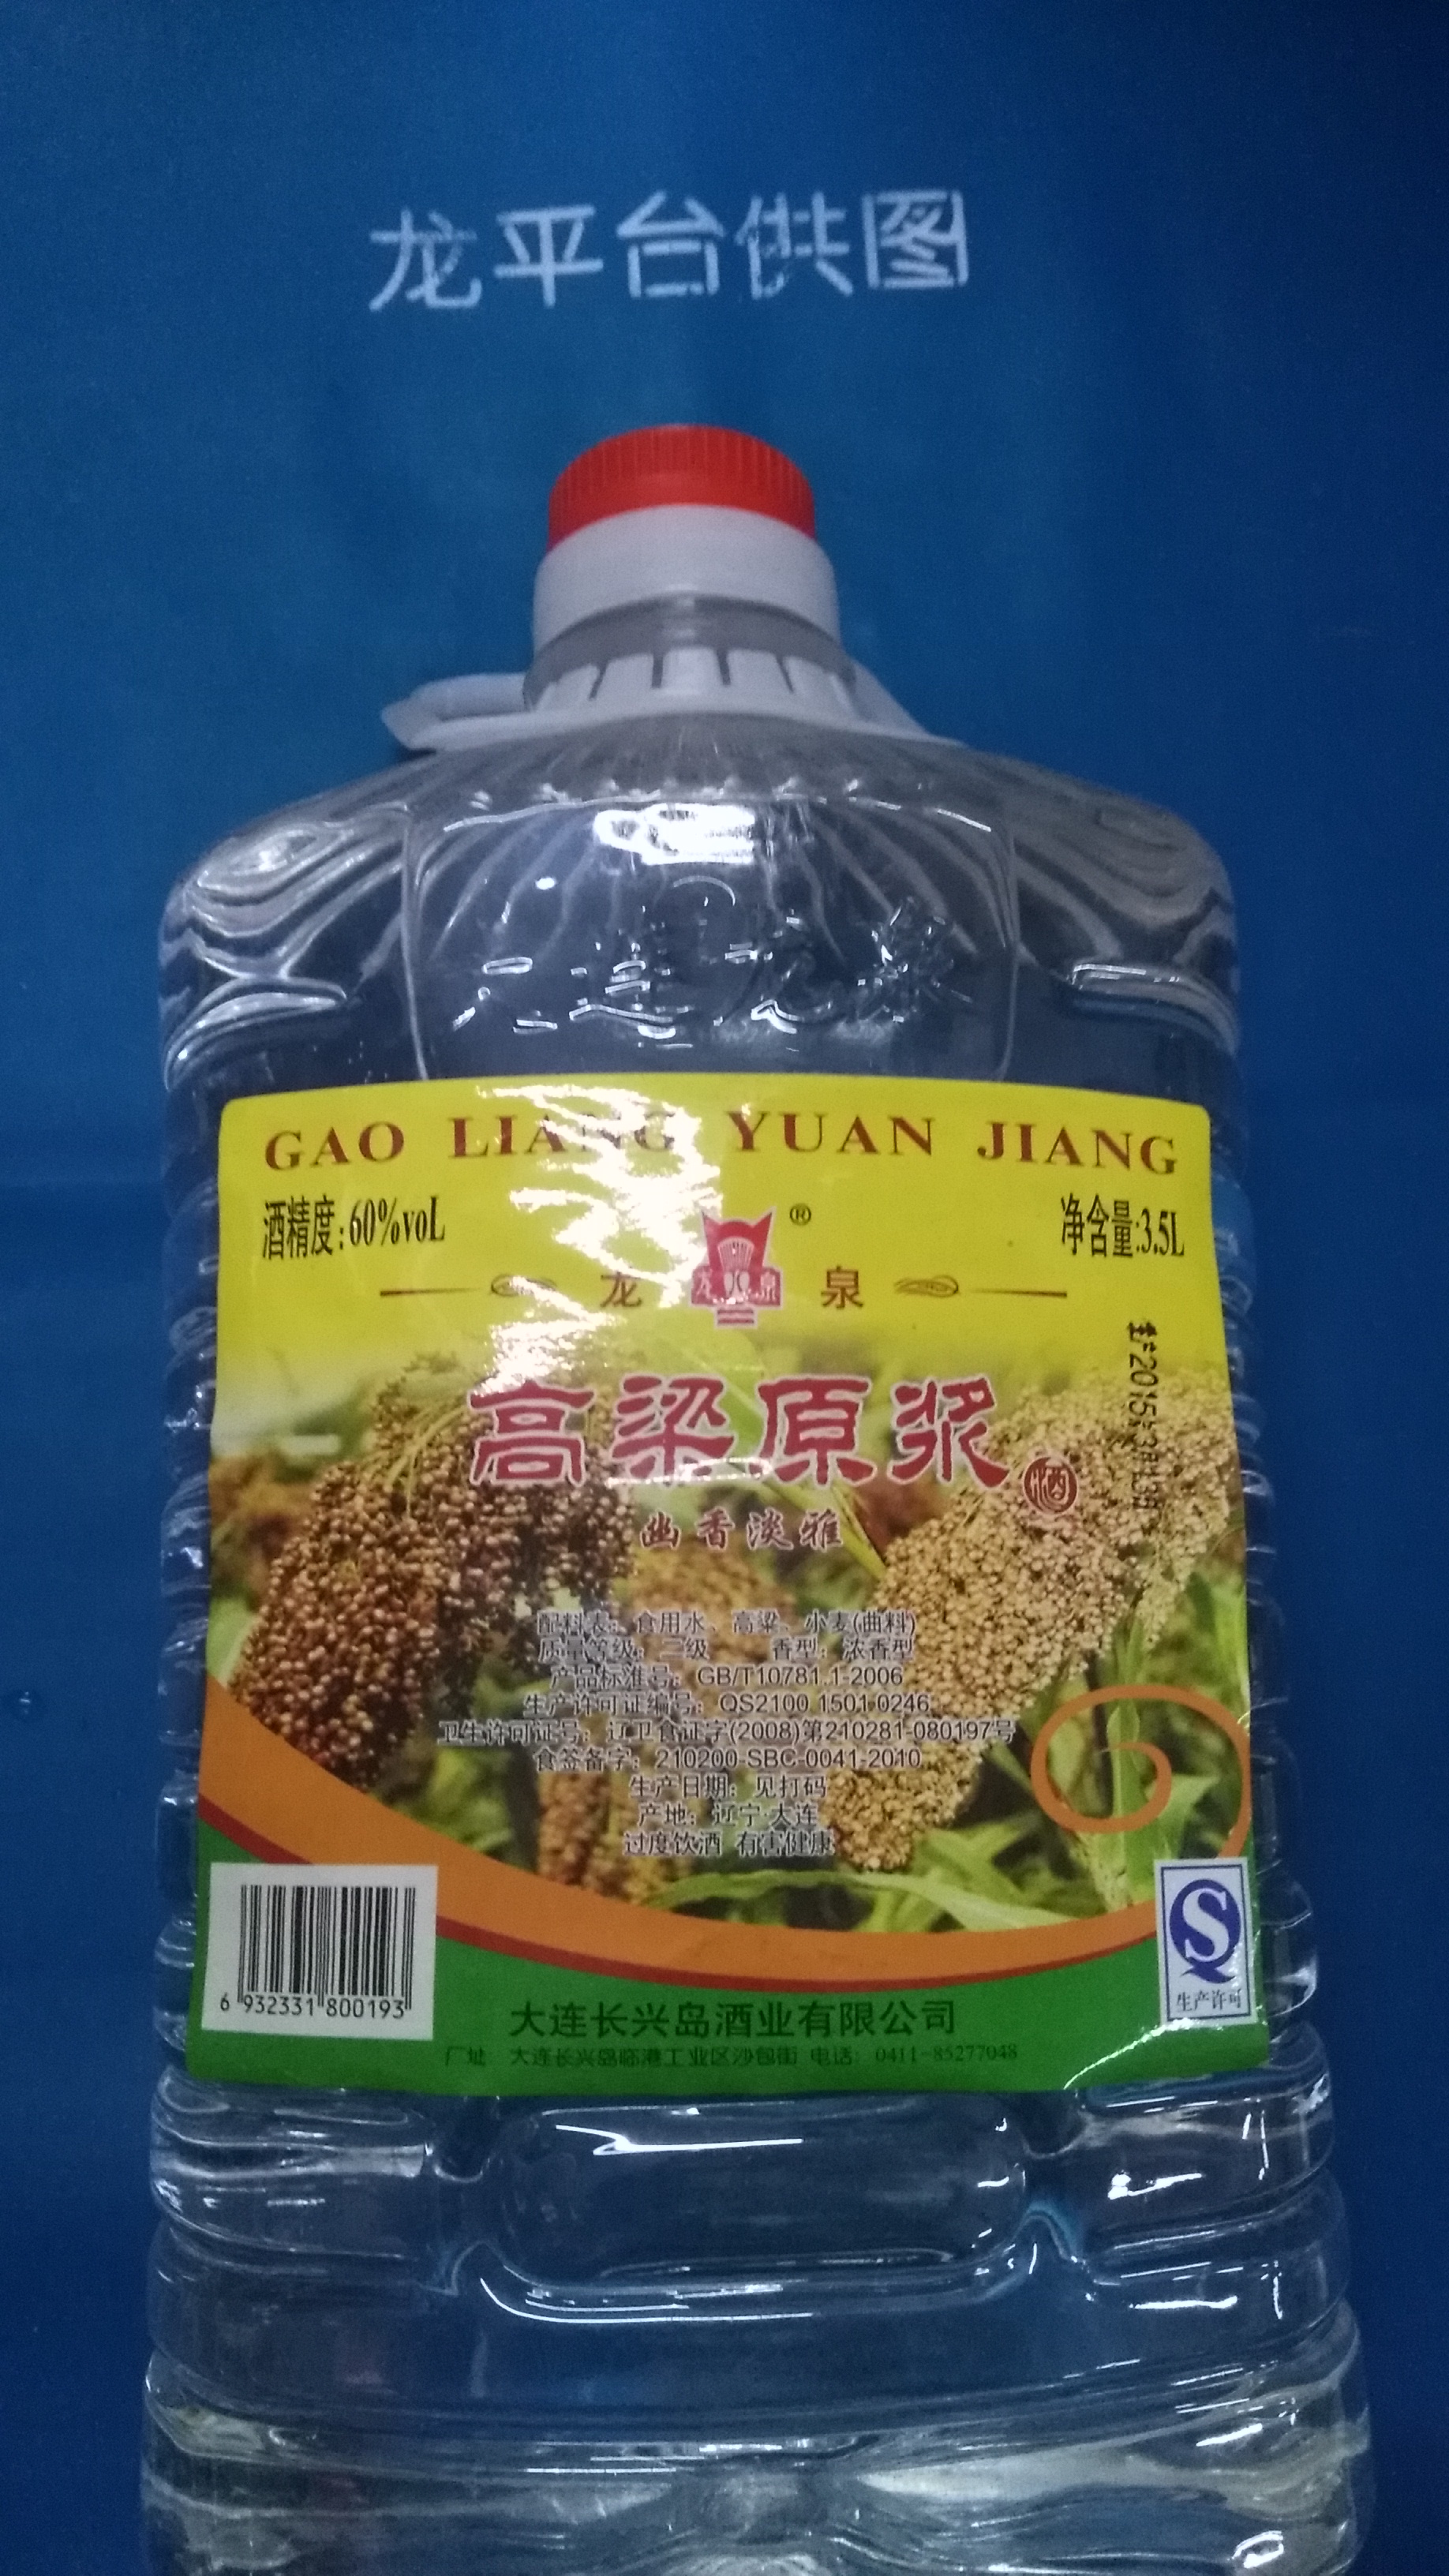 龙平台供图
GAO LIANG YUAN JIANG
酒精度:60%voL
净含量:3.5L
®
龙 泉
龙泉
高粱原浆
酒
幽香淡雅
配料表：食用水、高粱、小麦(曲料)
质量等级：二级 香型：浓香型
产品标准号：GB/T10781.1-2006
生产许可证编号：QS2100 1501 0246
卫生许可证号：辽卫食证字(2008)第210281-080197号
食签备字：210200-SBC-0041-2010
生产日期：见打码
产地：辽宁·大连
过度饮酒 有害健康
6 932331 800193
S
生产许可
大连长兴岛酒业有限公司
厂址：大连长兴岛临港工业区沙包街 电话：0411-85277048